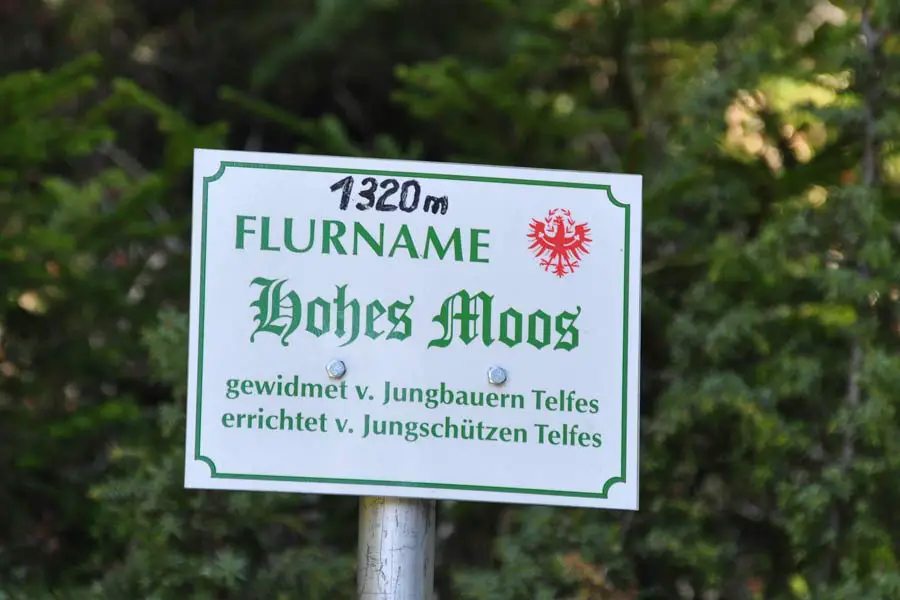 1320m
FLURNAME
Hohes Moos
gewidmet v. Jungbauern Telfes
errichtet v. Jungschützen Telfes